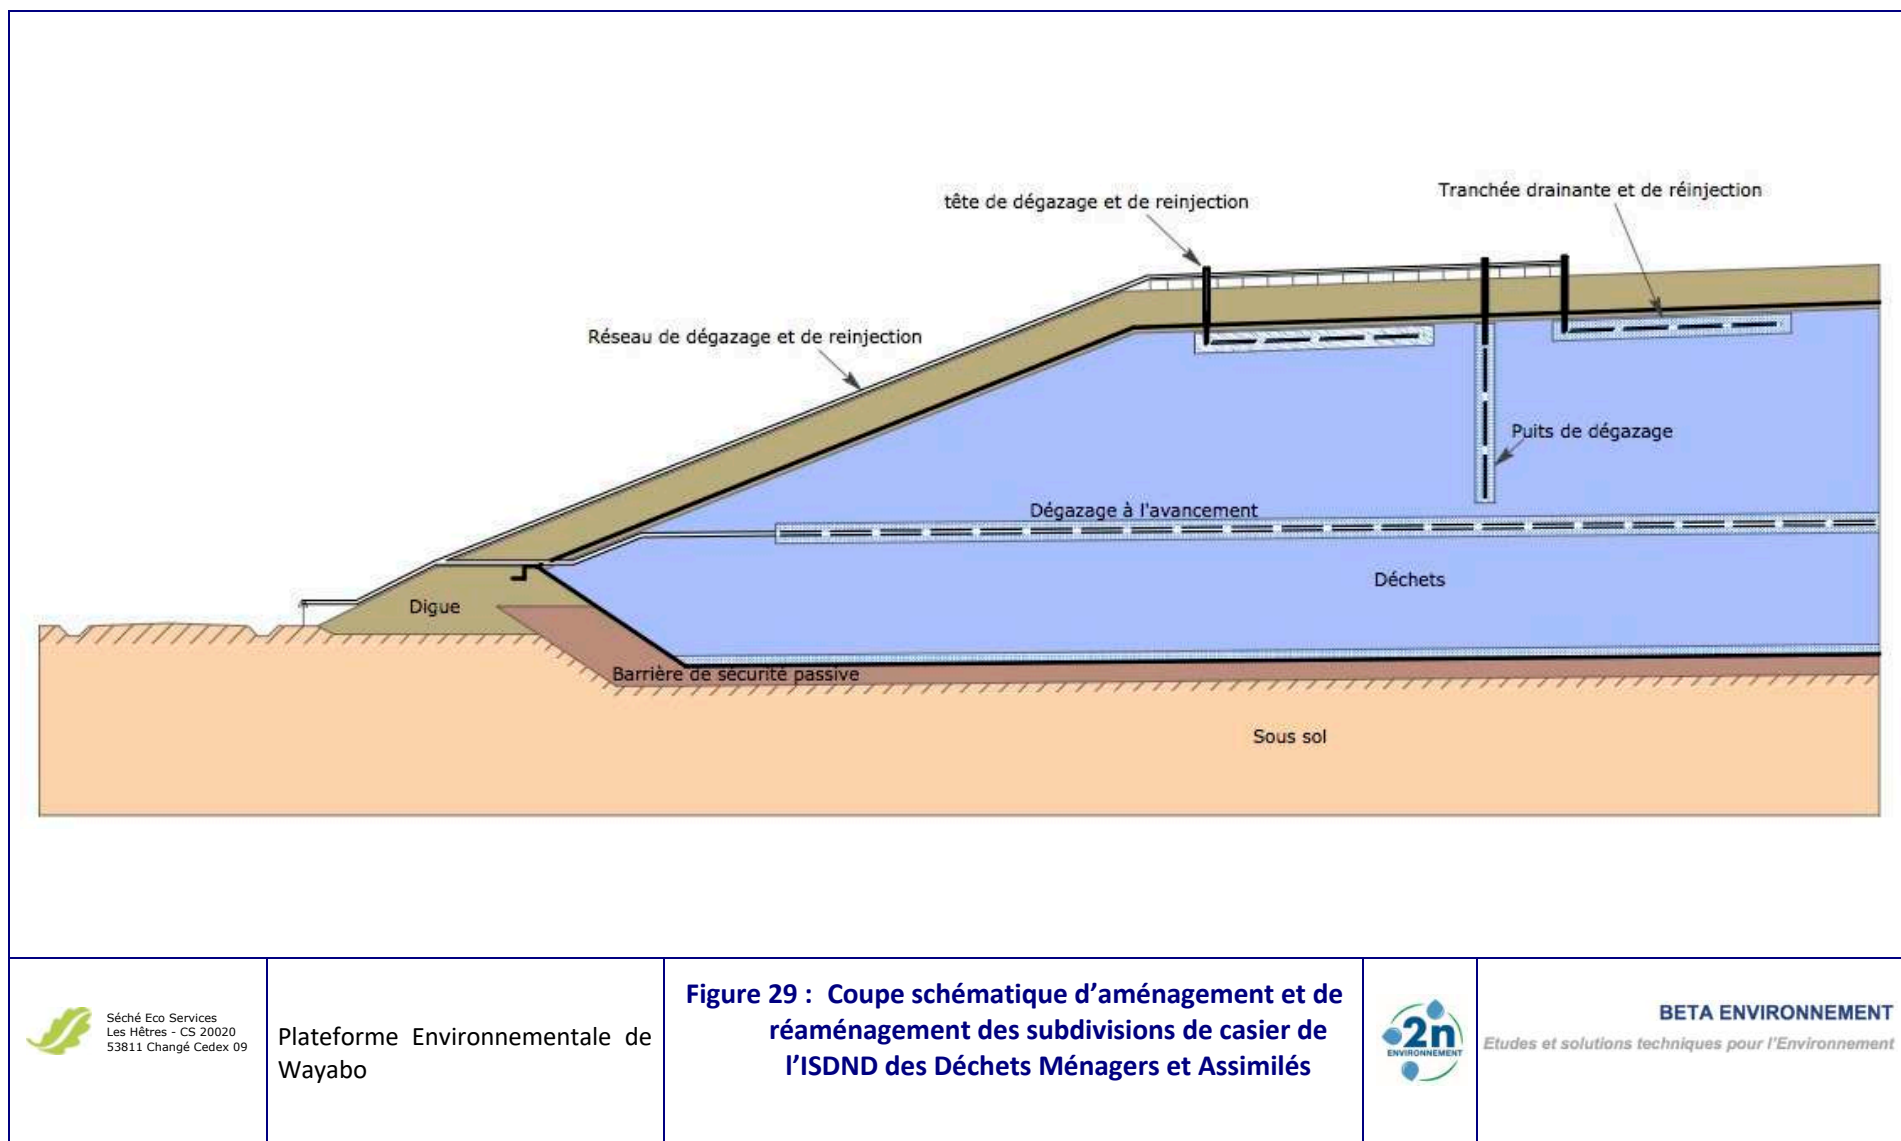 tête de dégazage et de reinjection
Tranchée drainante et de réinjection
Réseau de dégazage et de reinjection
Puits de dégazage
Dégazage à l'avancement
Déchets
Digue
Barrière de sécurité passive
Sous sol
Séché Eco Services
Les Hêtres - CS 20020
53811 Changé Cedex 09
Plateforme Environnementale de
Wayabo
Figure 29 : Coupe schématique d’aménagement et de
réaménagement des subdivisions de casier de
l’ISDND des Déchets Ménagers et Assimilés
2n
ENVIRONNEMENT
BETA ENVIRONNEMENT
Etudes et solutions techniques pour l'Environnement